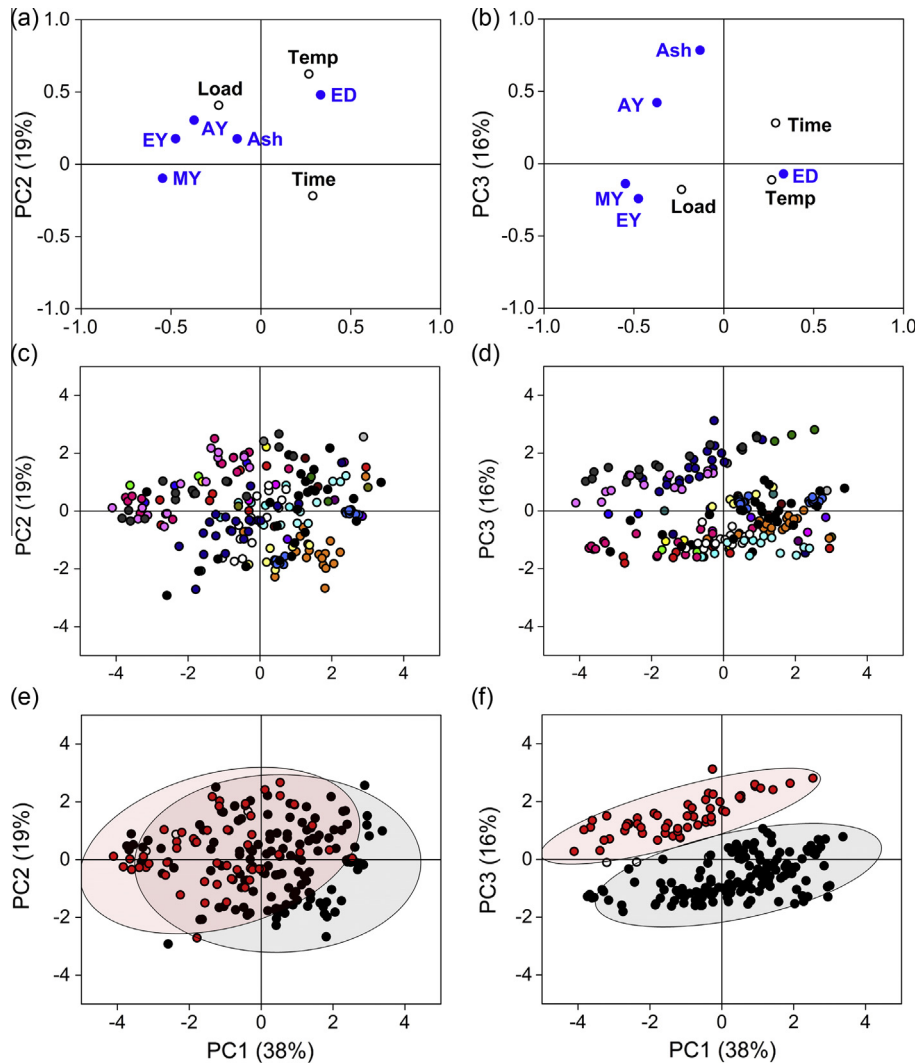 (a)
PC2 (19%)
1.0
0.5
0
-0.5
-1.0
-1.0
-0.5
0
0.5
1.0
Temp
Load
ED
AY
EY
Ash
MY
Time
(b)
PC3 (16%)
1.0
0.5
0
-0.5
-1.0
-1.0
-0.5
0
0.5
1.0
Ash
AY
Time
ED
MY
Load
Temp
EY
(c)
PC2 (19%)
4
2
0
-2
-4
-4
-2
0
2
4
(d)
PC3 (16%)
4
2
0
-2
-4
-4
-2
0
2
4
(e)
PC2 (19%)
4
2
0
-2
-4
-4
-2
0
2
4
PC1 (38%)
(f)
PC3 (16%)
4
2
0
-2
-4
-4
-2
0
2
4
PC1 (38%)